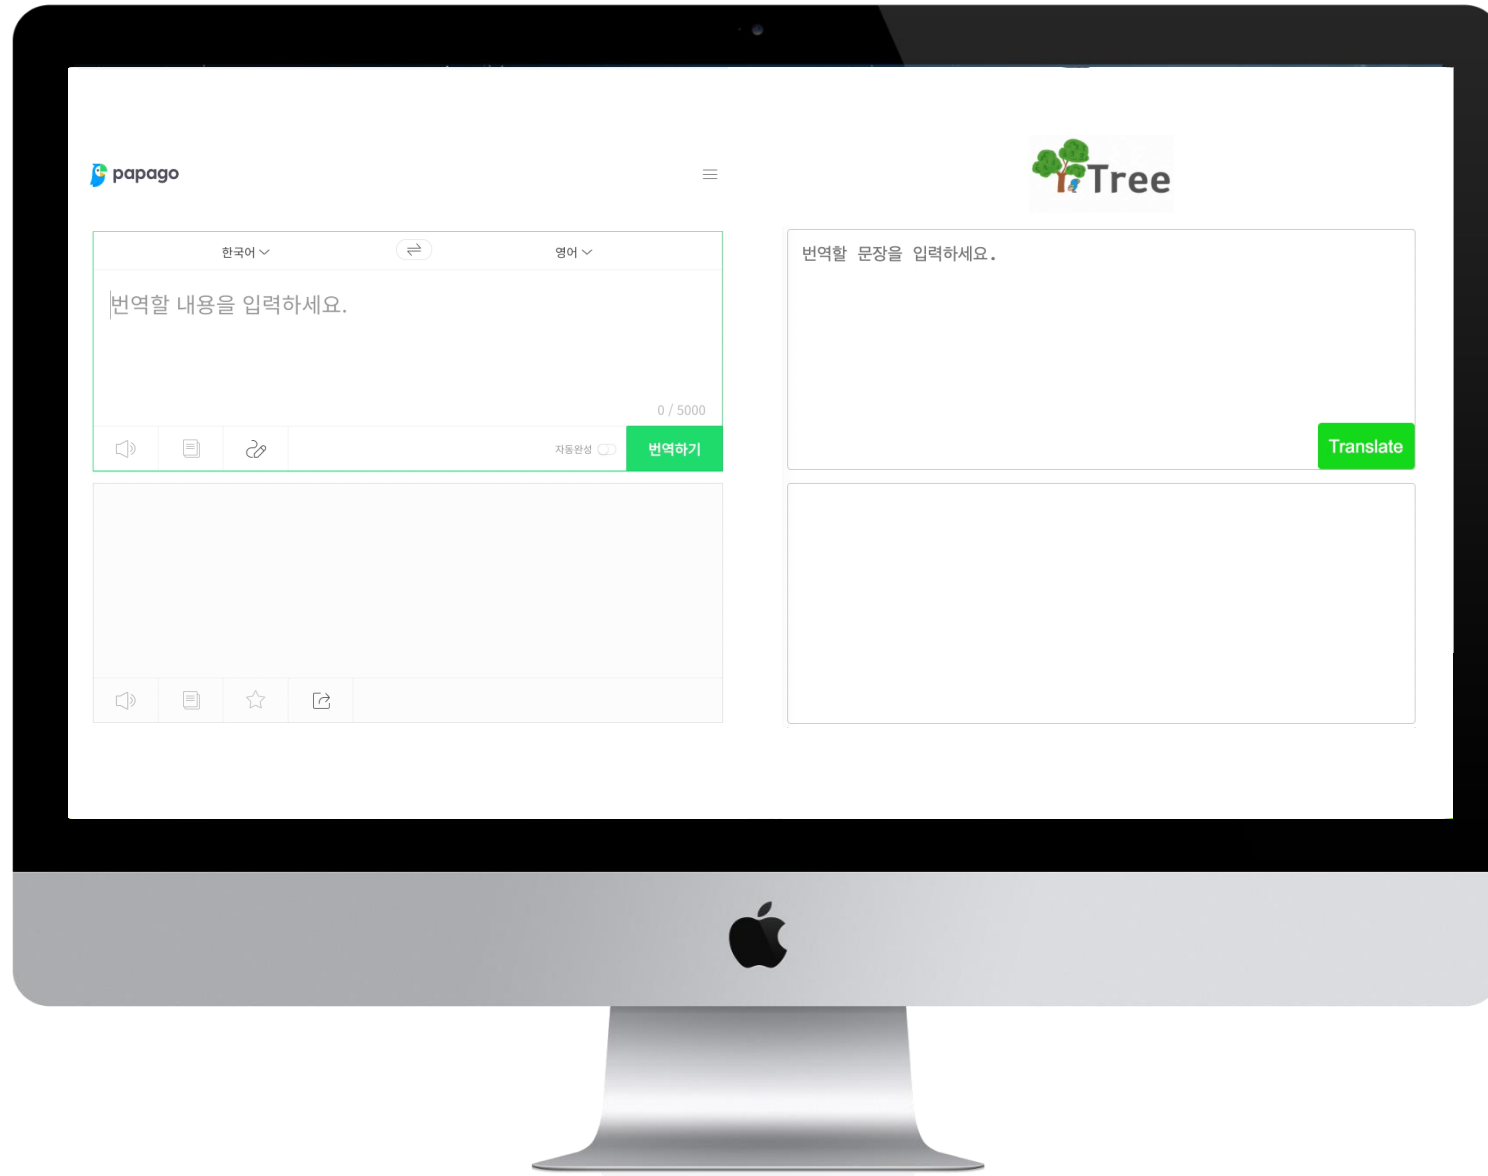 papago
한국어
영어
번역할 내용을 입력하세요.
0 / 5000
자동완성
번역하기
Tree
번역할 문장을 입력하세요.
Translate